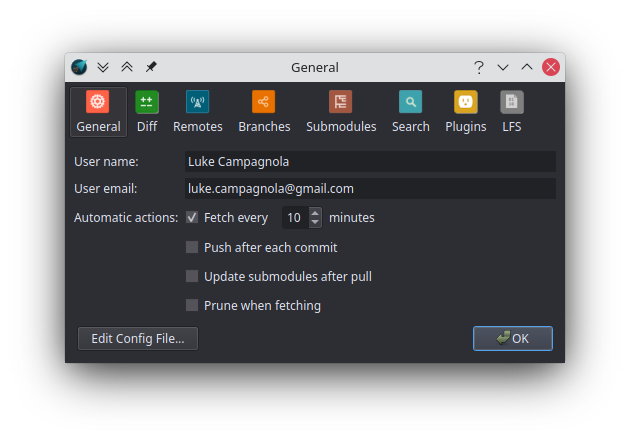 General
General Diff Remotes Branches Submodules Search Plugins LFS
User name: Luke Campagnola
User email: luke.campagnola@gmail.com
Automatic actions: Fetch every 10 minutes
Push after each commit
Update submodules after pull
Prune when fetching
Edit Config File... OK